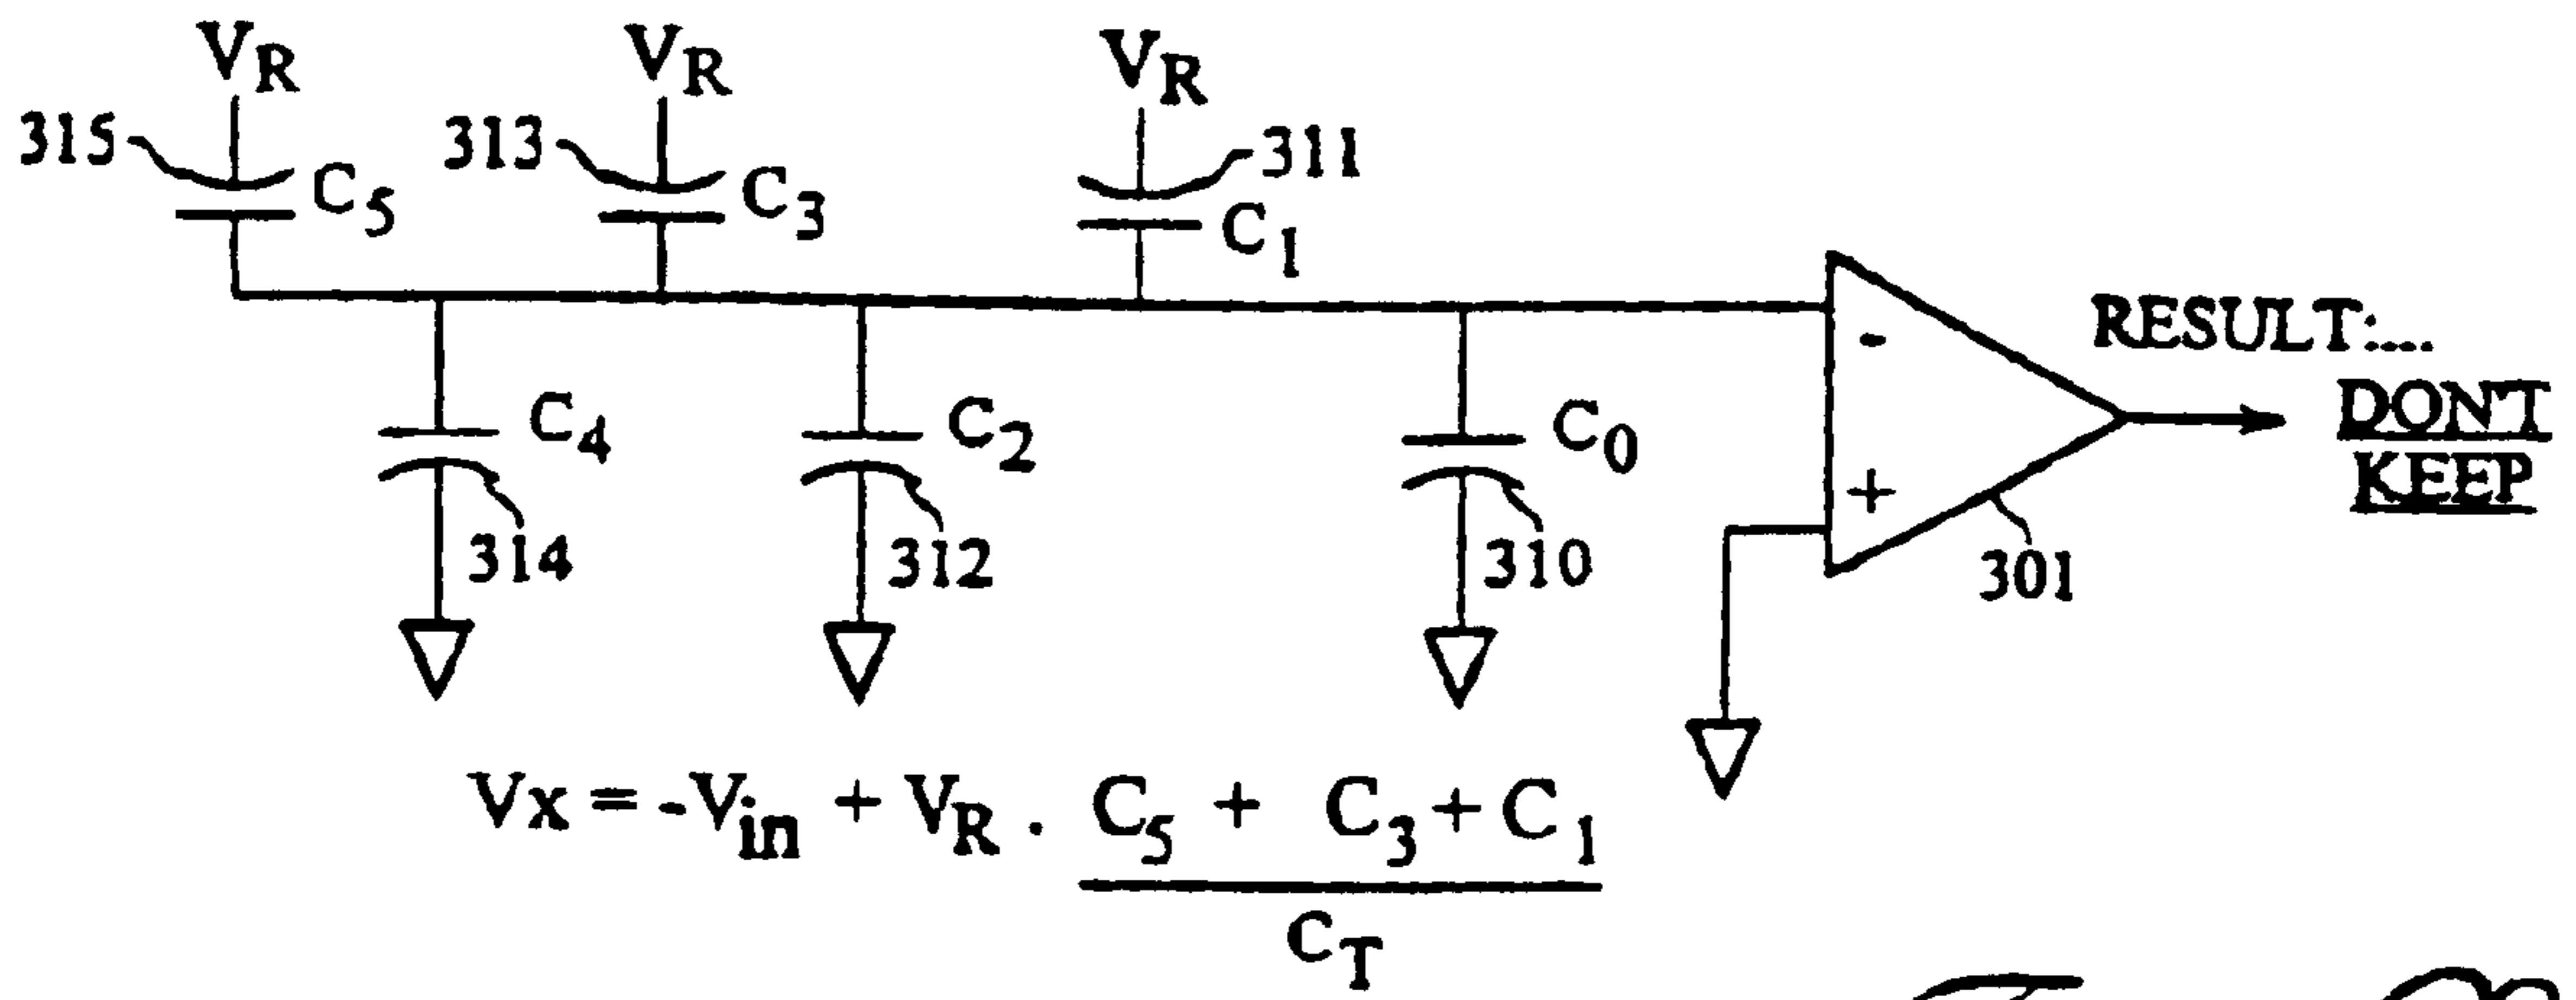 V_R V_R V_R
315 C_5 313 C_3 311 C_1
RESULT:....
DON'T
KEEP
-
+
C_4 C_2 C_0
314 312 310 301
Vx = -V_in + V_R . C_5 + C_3 + C_1
C_T